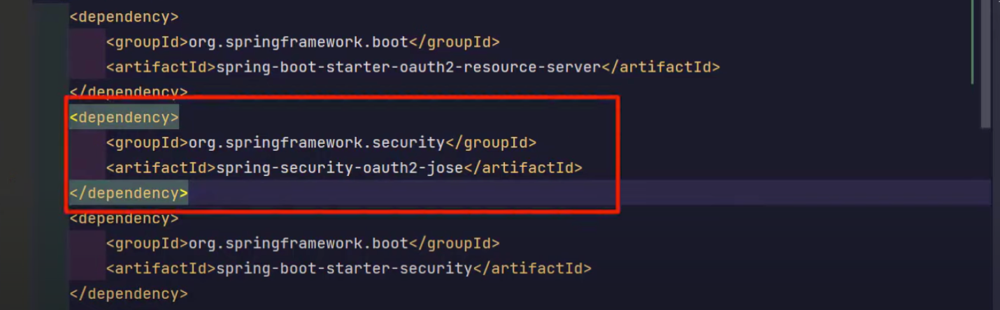 <dependency>
<groupId>org.springframework.boot</groupId>
<artifactId>spring-boot-starter-oauth2-resource-server</artifactId>
</dependency>
<dependency>
<groupId>org.springframework.security</groupId>
<artifactId>spring-security-oauth2-jose</artifactId>
</dependency>
<dependency>
<groupId>org.springframework.boot</groupId>
<artifactId>spring-boot-starter-security</artifactId>
</dependency>